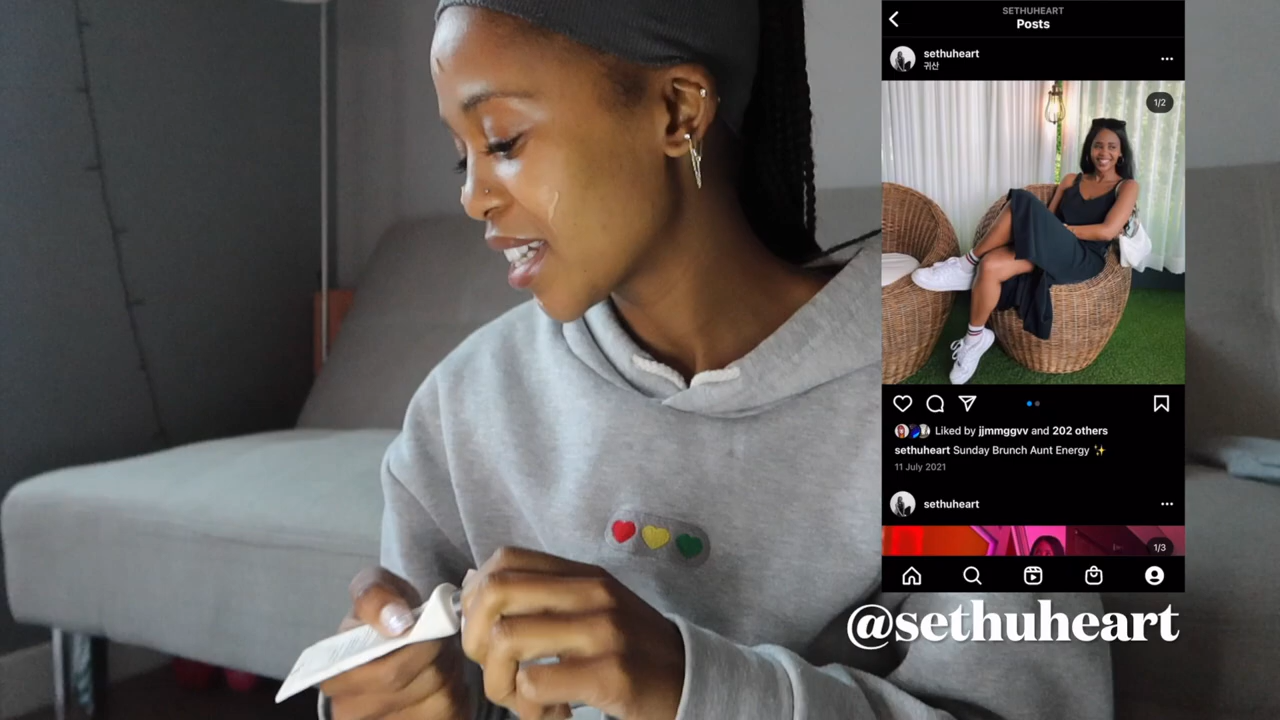 SETHUHEART
Posts
sethuheart
귀산
1/2
Liked by jjmmggvv and 202 others
sethuheart Sunday Brunch Aunt Energy ✨
11 July 2021
sethuheart
1/3
@sethuheart